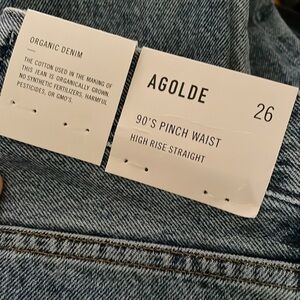 ORGANIC DENIM
THE COTTON USED IN THE MAKING OF
THIS JEAN IS ORGANICALLY GROWN
NO SYNTHETIC FERTILIZERS, HARMFUL
PESTICIDES, OR GMO'S.
AGOLDE
26
90'S PINCH WAIST
HIGH RISE STRAIGHT